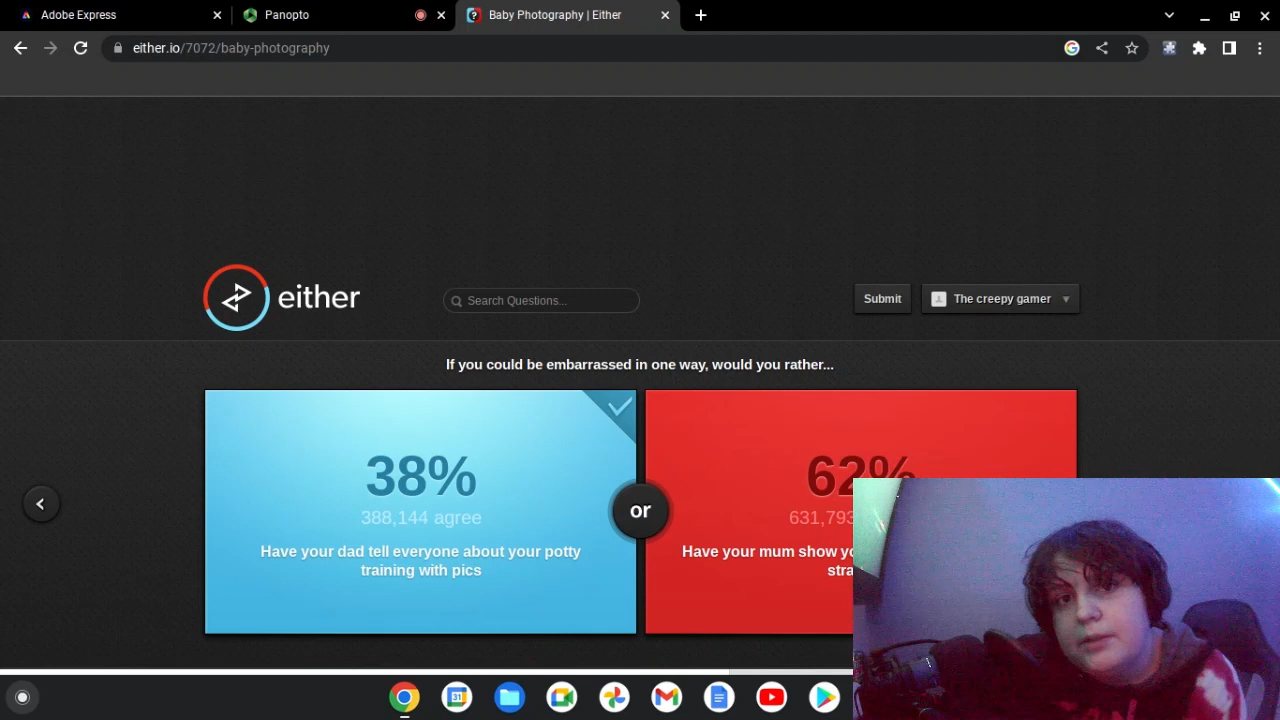 Adobe Express
Panopto
Baby Photography | Either
either.io/7072/baby-photography
either
Search Questions...
Submit
The creepy gamer
If you could be embarrassed in one way, would you rather...
38%
388,144 agree
Have your dad tell everyone about your potty
training with pics
or
62%
631,793
Have your mum show yo
stra
31